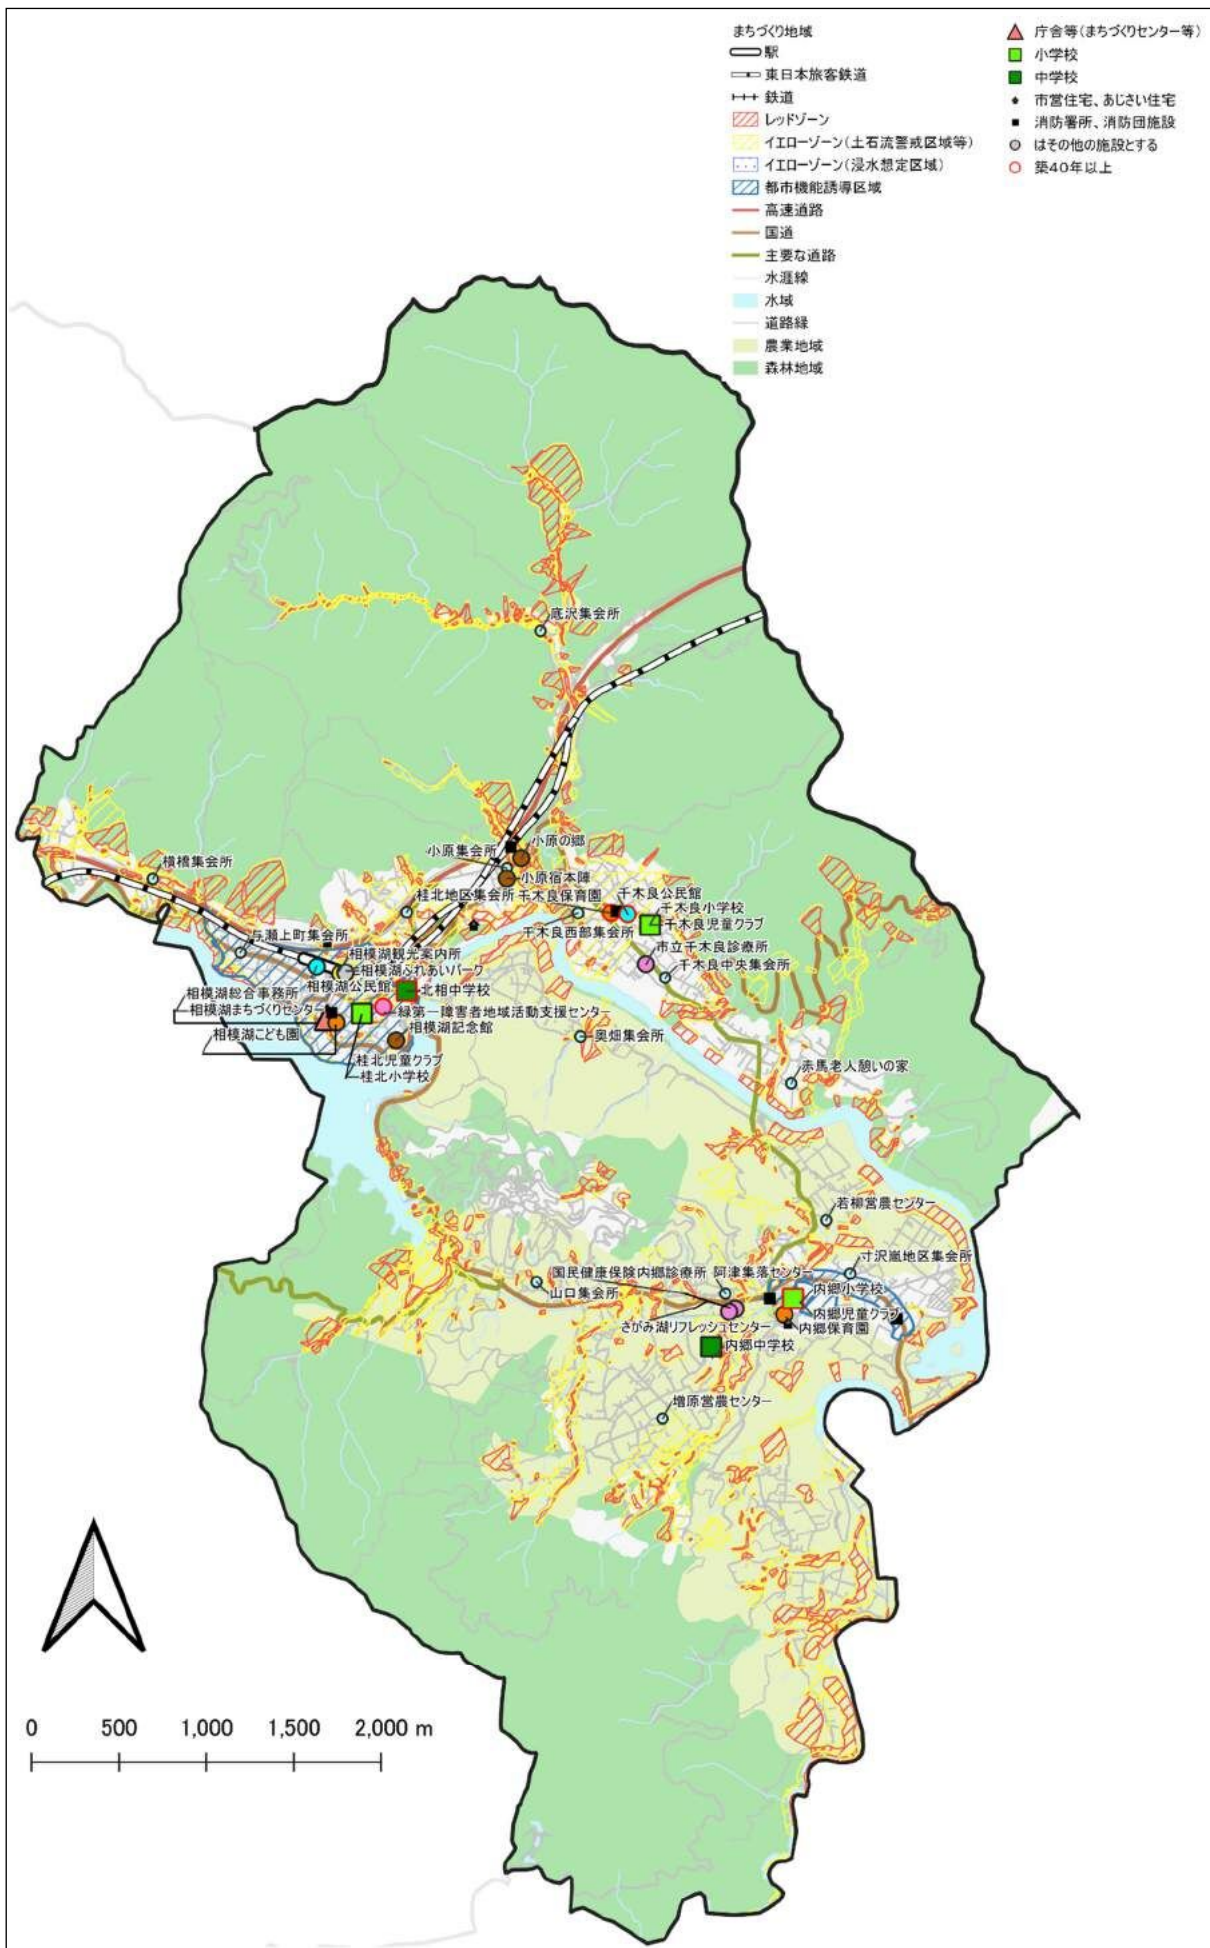 まちづくり地域
駅
東日本旅客鉄道
鉄道
レッドゾーン
イエローゾーン(土石流警戒区域等)
イエローゾーン(浸水想定区域)
都市機能誘導区域
高速道路
国道
主要な道路
水涯線
水域
道路縁
農業地域
森林地域
庁舎等(まちづくりセンター等)
小学校
中学校
市営住宅、あじさい住宅
消防署所、消防団施設
はその他の施設とする
築40年以上
底沢集会所
小原の郷
小原集会所
小原宿本陣
横橋集会所
桂北地区集会所
千木良保育園
千木良公民館
千木良小学校
千木良児童クラブ
千木良西部集会所
与瀬上町集会所
市立千木良診療所
相模湖観光案内所
千木良中央集会所
相模湖ふれあいパーク
相模湖公民館
北相中学校
相模湖総合事務所
相模湖まちづくりセンター
緑第一障害者地域活動支援センター
相模湖記念館
相模湖こども園
奥畑集会所
桂北児童クラブ
桂北小学校
赤馬老人憩いの家
若柳営農センター
寸沢嵐地区集会所
国民健康保険内郷診療所
阿津集落センター
山口集会所
内郷小学校
内郷児童クラブ
さがみ湖リフレッシュセンター
内郷保育園
内郷中学校
増原営農センター
0 500 1,000 1,500 2,000 m